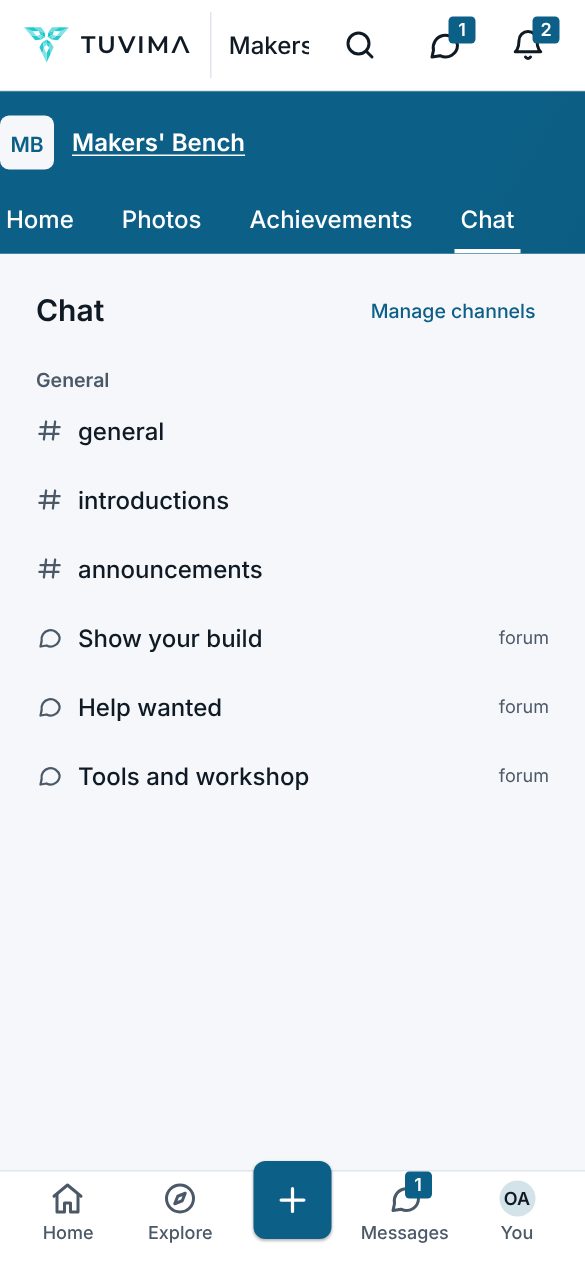 TUVIMA
Makers
1
2
MB
Makers' Bench
Home
Photos
Achievements
Chat
Chat
Manage channels
General
# general
# introductions
# announcements
Show your build
forum
Help wanted
forum
Tools and workshop
forum
Home
Explore
+
1
Messages
OA
You